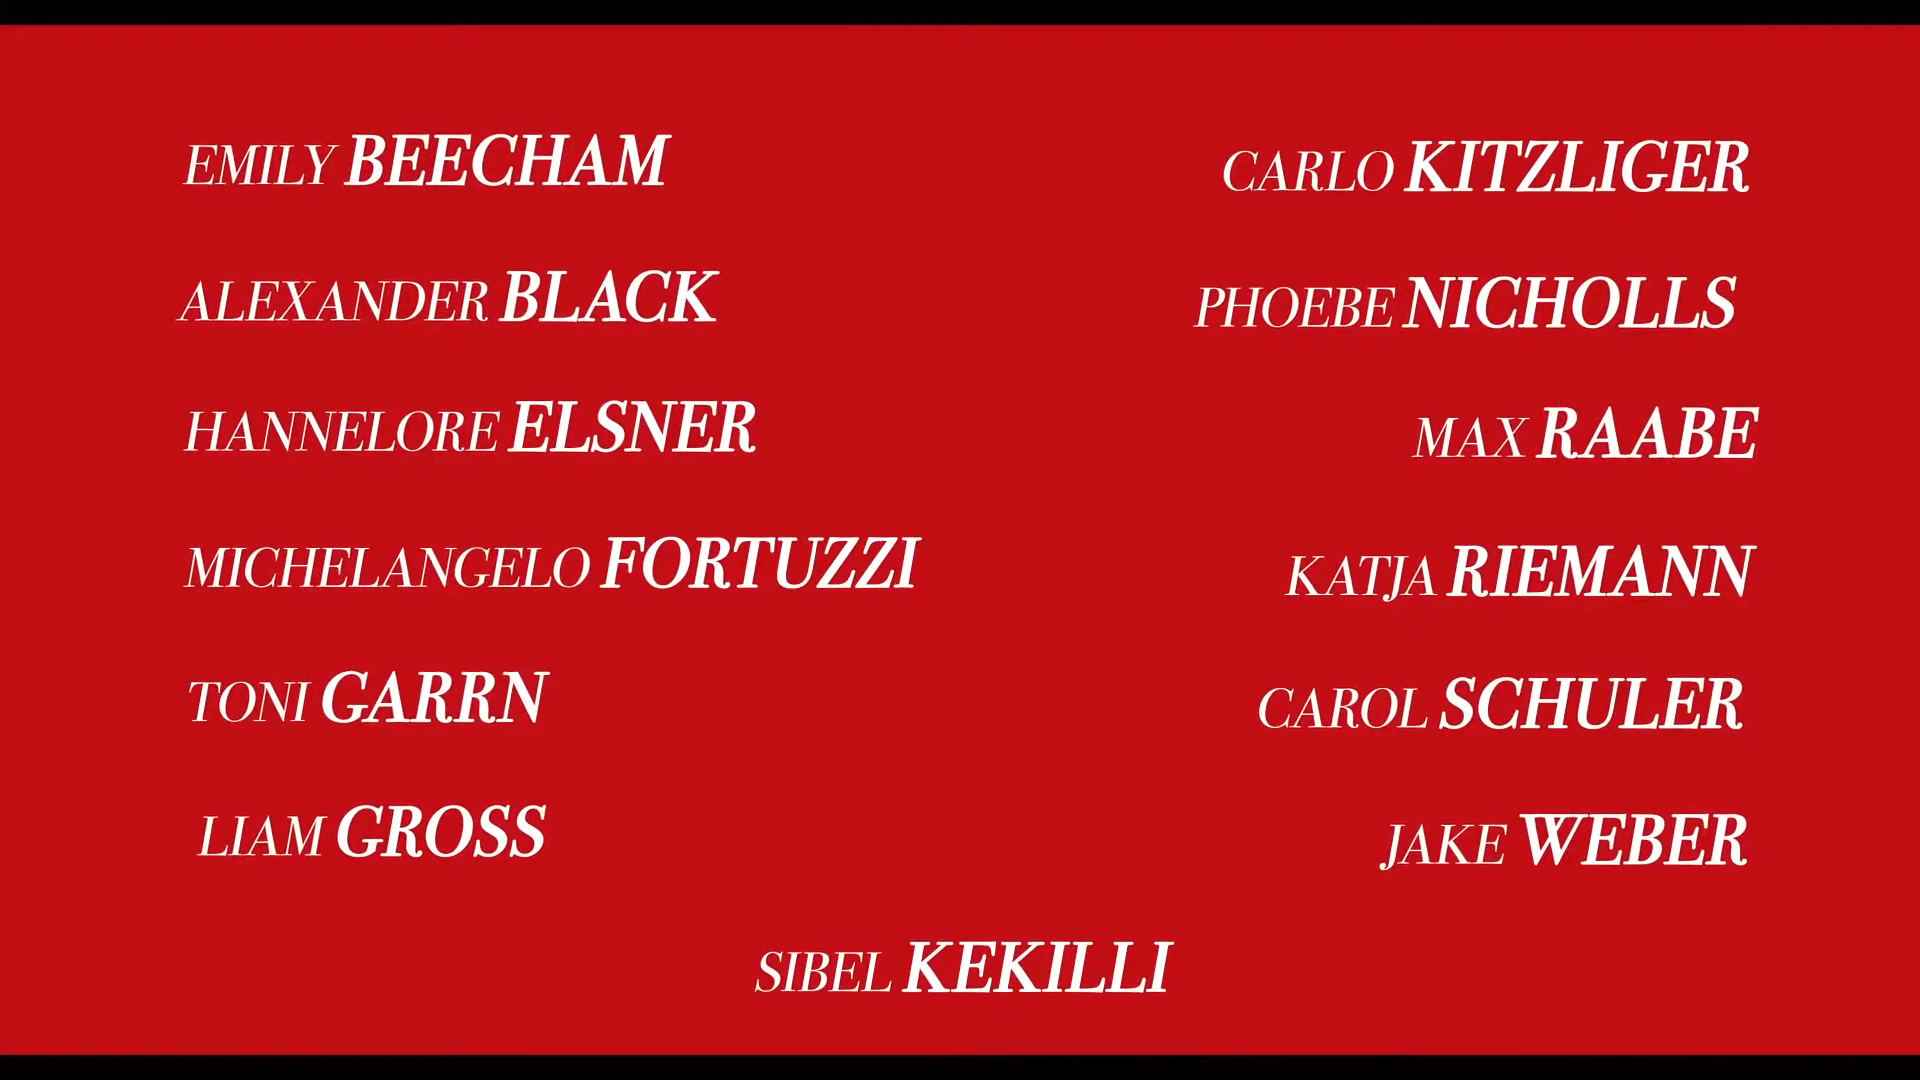 EMILY BEECHAM
ALEXANDER BLACK
HANNELORE ELSNER
MICHELANGELO FORTUZZI
TONI GARRN
LIAM GROSS
CARLO KITZLIGER
PHOEBE NICHOLLS
MAX RAABE
KATJA RIEMANN
CAROL SCHULER
JAKE WEBER
SIBEL KEKILLI